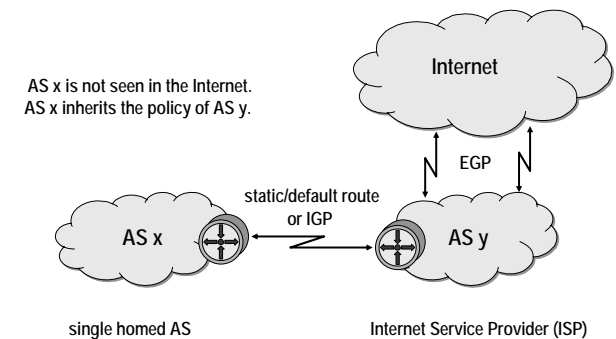 Internet
AS x is not seen in the Internet.
AS x inherits the policy of AS y.
EGP
static/default route
or IGP
AS x
AS y
single homed AS
Internet Service Provider (ISP)